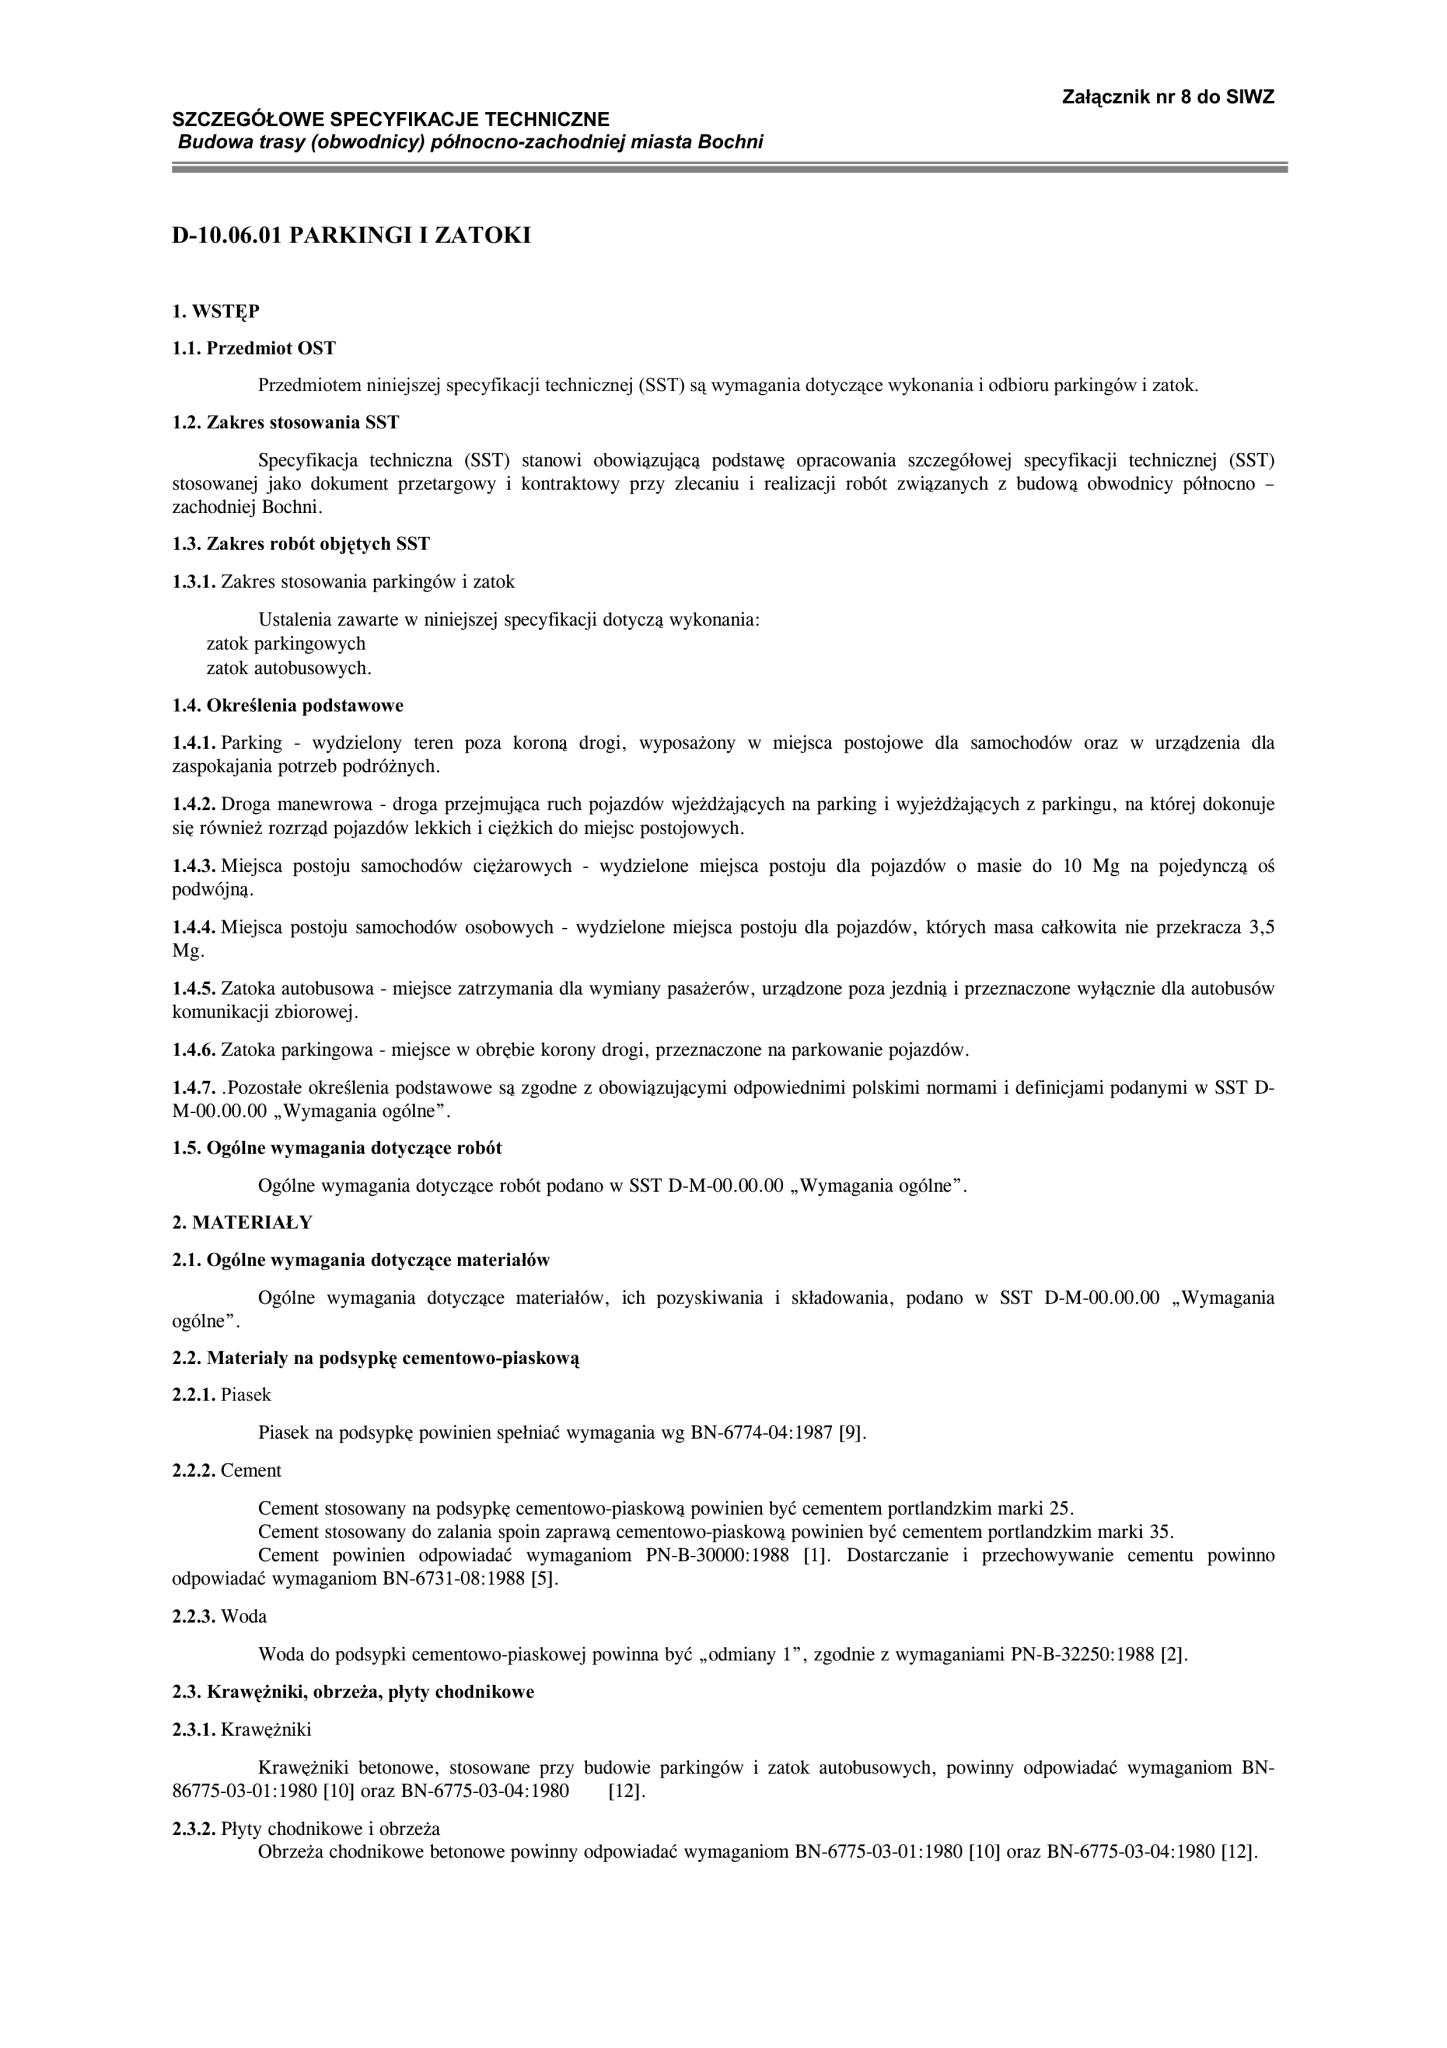 Załącznik nr 8 do SIWZ
SZCZEGÓŁOWE SPECYFIKACJE TECHNICZNE
Budowa trasy (obwodnicy) północno-zachodniej miasta Bochni
D-10.06.01 PARKINGI I ZATOKI
1. WSTĘP
1.1. Przedmiot OST
Przedmiotem niniejszej specyfikacji technicznej (SST) są wymagania dotyczące wykonania i odbioru parkingów i zatok.
1.2. Zakres stosowania SST
Specyfikacja techniczna (SST) stanowi obowiązującą podstawę opracowania szczegółowej specyfikacji technicznej (SST)
stosowanej jako dokument przetargowy i kontraktowy przy zlecaniu i realizacji robót związanych z budową obwodnicy północno –
zachodniej Bochni.
1.3. Zakres robót objętych SST
1.3.1. Zakres stosowania parkingów i zatok
Ustalenia zawarte w niniejszej specyfikacji dotyczą wykonania:
zatok parkingowych
zatok autobusowych.
1.4. Określenia podstawowe
1.4.1. Parking - wydzielony teren poza koroną drogi, wyposażony w miejsca postojowe dla samochodów oraz w urządzenia dla
zaspokajania potrzeb podróżnych.
1.4.2. Droga manewrowa - droga przejmująca ruch pojazdów wjeżdżających na parking i wyjeżdżających z parkingu, na której dokonuje
się również rozrząd pojazdów lekkich i ciężkich do miejsc postojowych.
1.4.3. Miejsca postoju samochodów ciężarowych - wydzielone miejsca postoju dla pojazdów o masie do 10 Mg na pojedynczą oś
podwójną.
1.4.4. Miejsca postoju samochodów osobowych - wydzielone miejsca postoju dla pojazdów, których masa całkowita nie przekracza 3,5
Mg.
1.4.5. Zatoka autobusowa - miejsce zatrzymania dla wymiany pasażerów, urządzone poza jezdnią i przeznaczone wyłącznie dla autobusów
komunikacji zbiorowej.
1.4.6. Zatoka parkingowa - miejsce w obrębie korony drogi, przeznaczone na parkowanie pojazdów.
1.4.7. .Pozostałe określenia podstawowe są zgodne z obowiązującymi odpowiednimi polskimi normami i definicjami podanymi w SST D-
M-00.00.00 „Wymagania ogólne”.
1.5. Ogólne wymagania dotyczące robót
Ogólne wymagania dotyczące robót podano w SST D-M-00.00.00 „Wymagania ogólne”.
2. MATERIAŁY
2.1. Ogólne wymagania dotyczące materiałów
Ogólne wymagania dotyczące materiałów, ich pozyskiwania i składowania, podano w SST D-M-00.00.00 „Wymagania
ogólne”.
2.2. Materiały na podsypkę cementowo-piaskową
2.2.1. Piasek
Piasek na podsypkę powinien spełniać wymagania wg BN-6774-04:1987 [9].
2.2.2. Cement
Cement stosowany na podsypkę cementowo-piaskową powinien być cementem portlandzkim marki 25.
Cement stosowany do zalania spoin zaprawą cementowo-piaskową powinien być cementem portlandzkim marki 35.
Cement powinien odpowiadać wymaganiom PN-B-30000:1988 [1]. Dostarczanie i przechowywanie cementu powinno
odpowiadać wymaganiom BN-6731-08:1988 [5].
2.2.3. Woda
Woda do podsypki cementowo-piaskowej powinna być „odmiany 1”, zgodnie z wymaganiami PN-B-32250:1988 [2].
2.3. Krawężniki, obrzeża, płyty chodnikowe
2.3.1. Krawężniki
Krawężniki betonowe, stosowane przy budowie parkingów i zatok autobusowych, powinny odpowiadać wymaganiom BN-
86775-03-01:1980 [10] oraz BN-6775-03-04:1980 [12].
2.3.2. Płyty chodnikowe i obrzeża
Obrzeża chodnikowe betonowe powinny odpowiadać wymaganiom BN-6775-03-01:1980 [10] oraz BN-6775-03-04:1980 [12].